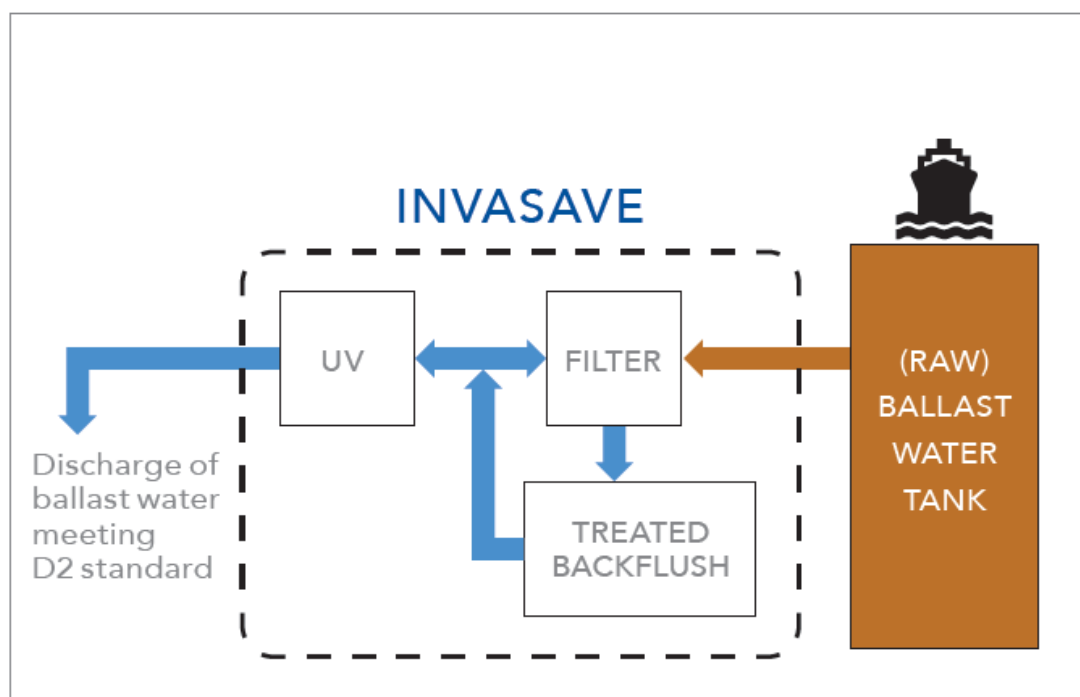 INVASAVE
UV
FILTER
(RAW)
BALLAST
WATER
TANK
Discharge of
ballast water
meeting
D2 standard
TREATED
BACKFLUSH